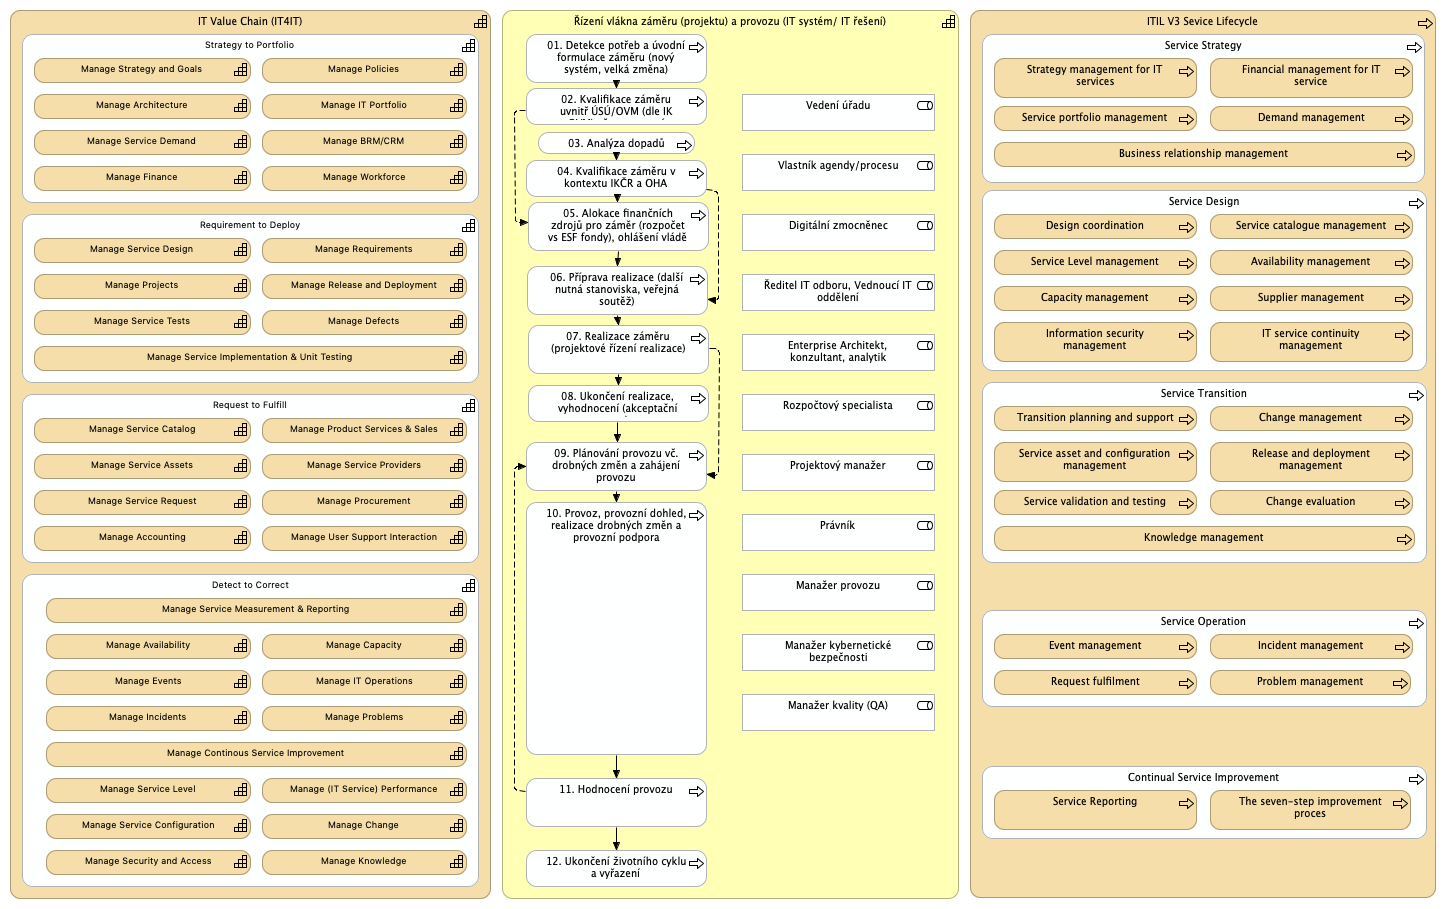 IT Value Chain (IT4IT)
Strategy to Portfolio
Manage Strategy and Goals
Manage Policies
Manage Architecture
Manage IT Portfolio
Manage Service Demand
Manage BRM/CRM
Manage Finance
Manage Workforce
Requirement to Deploy
Manage Service Design
Manage Requirements
Manage Projects
Manage Release and Deployment
Manage Service Tests
Manage Defects
Manage Service Implementation & Unit Testing
Request to Fulfill
Manage Service Catalog
Manage Product Services & Sales
Manage Service Assets
Manage Service Providers
Manage Service Request
Manage Procurement
Manage Accounting
Manage User Support Interaction
Detect to Correct
Manage Service Measurement & Reporting
Manage Availability
Manage Capacity
Manage Events
Manage IT Operations
Manage Incidents
Manage Problems
Manage Continous Service Improvement
Manage Service Level
Manage (IT Service) Performance
Manage Service Configuration
Manage Change
Manage Security and Access
Manage Knowledge
Řízení vlákna záměru (projektu) a provozu (IT systém/ IT řešení)
01. Detekce potřeb a úvodní
formulace záměru (nový
systém, velká změna)
02. Kvalifikace záměru
uvnitř ÚSÚ/OVM (dle IK
03. Analýza dopadů
04. Kvalifikace záměru v
kontextu IKČR a OHA
05. Alokace finančních
zdrojů pro záměr (rozpočet
vs ESF fondy), ohlášení vládě
06. Příprava realizace (další
nutná stanoviska, veřejná
soutěž)
07. Realizace záměru
(projektové řízení realizace)
08. Ukončení realizace,
vyhodnocení (akceptační
09. Plánování provozu vč.
drobných změn a zahájení
provozu
10. Provoz, provozní dohled,
realizace drobných změn a
provozní podpora
11. Hodnocení provozu
12. Ukončení životního cyklu
a vyřazení
Vedení úřadu
Vlastník agendy/procesu
Digitální zmocněnec
Ředitel IT odboru, Vednoucí IT
oddělení
Enterprise Architekt,
konzultant, analytik
Rozpočtový specialista
Projektový manažer
Právník
Manažer provozu
Manažer kybernetické
bezpečnosti
Manažer kvality (QA)
ITIL V3 Sevice Lifecycle
Service Strategy
Strategy management for IT
services
Financial management for IT
service
Service portfolio management
Demand management
Business relationship management
Service Design
Design coordination
Service catalogue management
Service Level management
Availability management
Capacity management
Supplier management
Information security
management
IT service continuity
management
Service Transition
Transition planning and support
Change management
Service asset and configuration
management
Release and deployment
management
Service validation and testing
Change evaluation
Knowledge management
Service Operation
Event management
Incident management
Request fulfilment
Problem management
Continual Service Improvement
Service Reporting
The seven-step improvement
proces